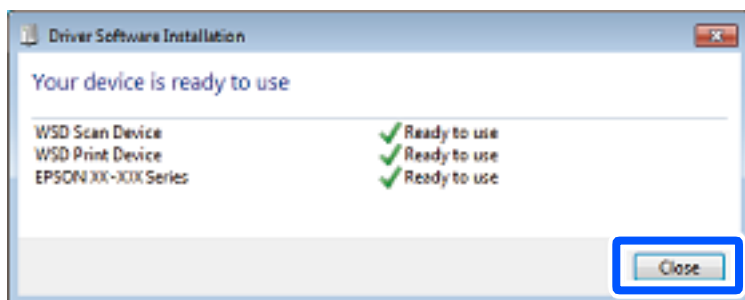 Driver Software Installation
Your device is ready to use
WSD Scan Device Ready to use
WSD Print Device Ready to use
EPSON XX-XXX Series Ready to use
Close